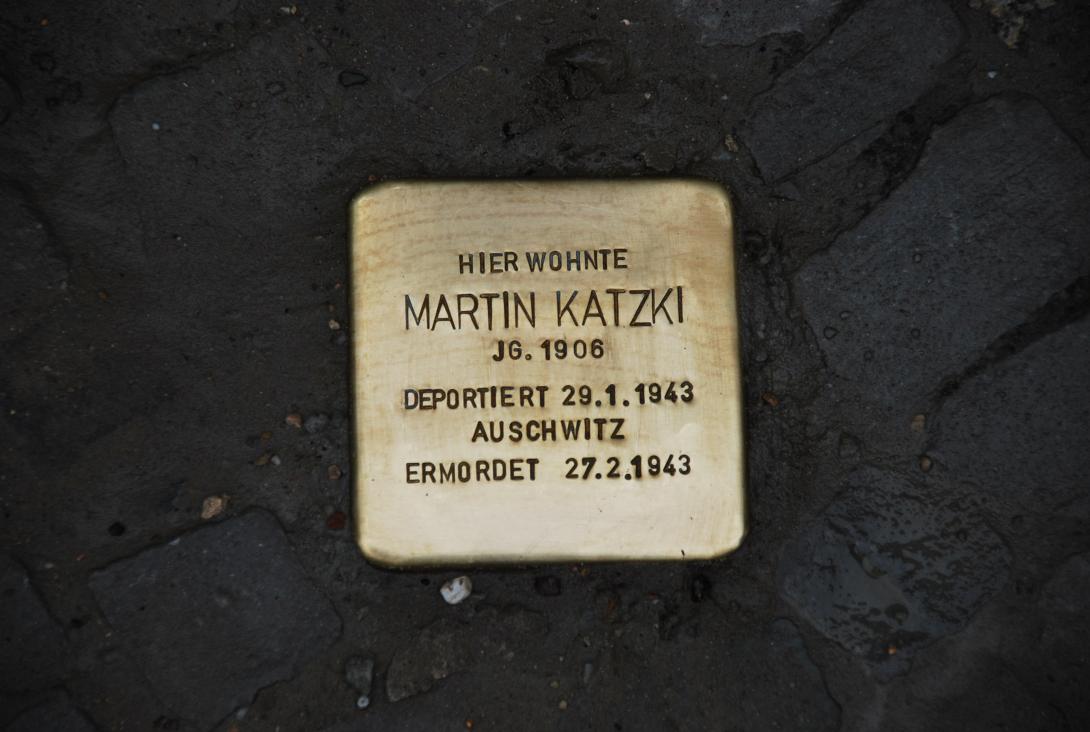 HIER WOHNTE
MARTIN KATZKI
JG. 1906
DEPORTIERT 29.1.1943
AUSCHWITZ
ERMORDET 27.2.1943